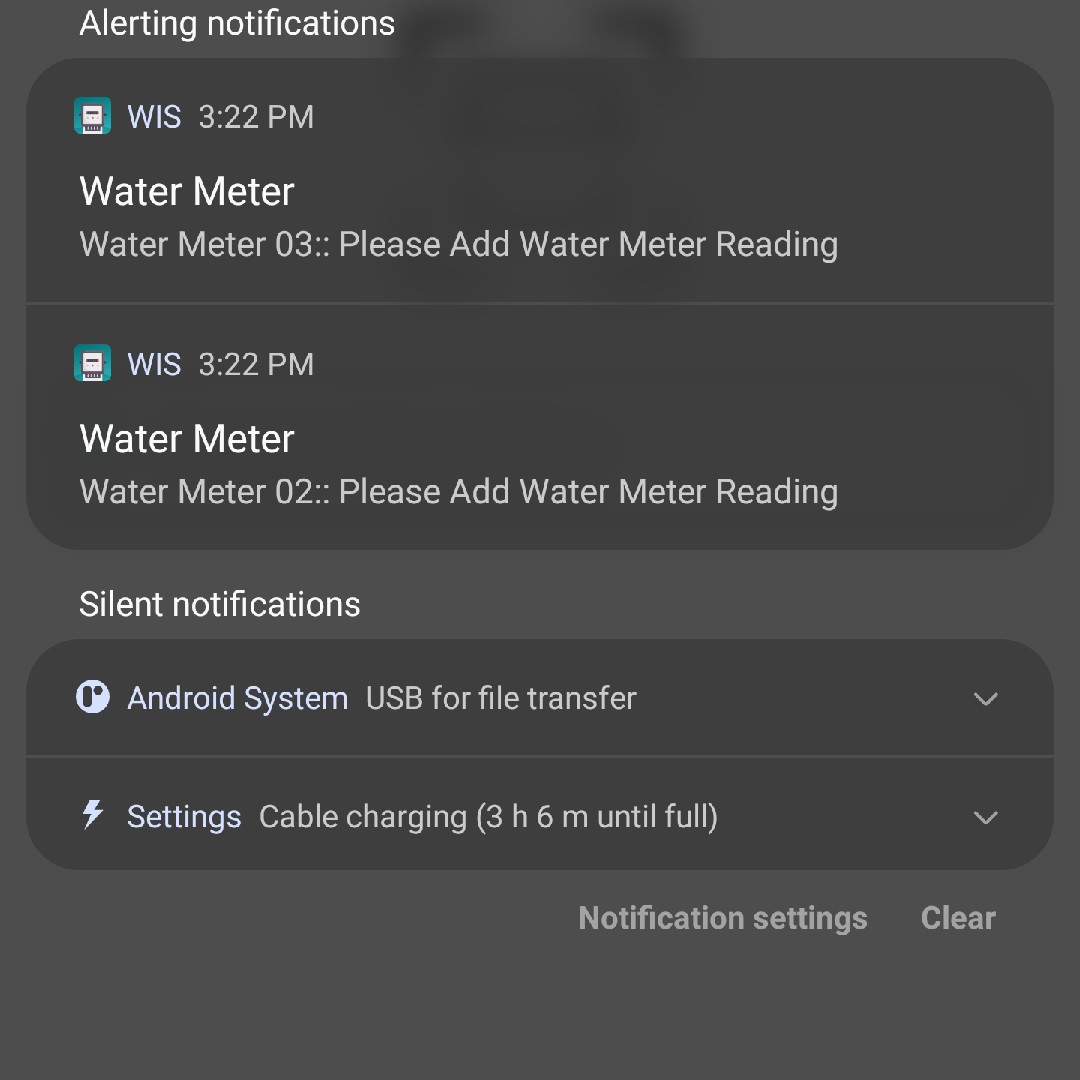 Alerting notifications
WIS 3:22 PM
Water Meter
Water Meter 03:: Please Add Water Meter Reading
WIS 3:22 PM
Water Meter
Water Meter 02:: Please Add Water Meter Reading
Silent notifications
Android System USB for file transfer
Settings Cable charging (3 h 6 m until full)
Notification settings Clear